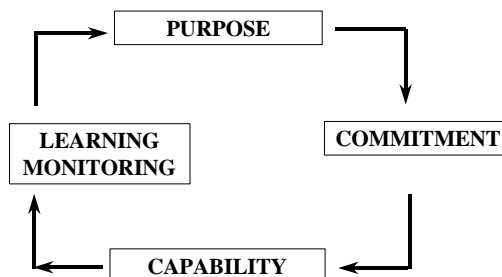 PURPOSE
COMMITMENT
LEARNING
MONITORING
CAPABILITY